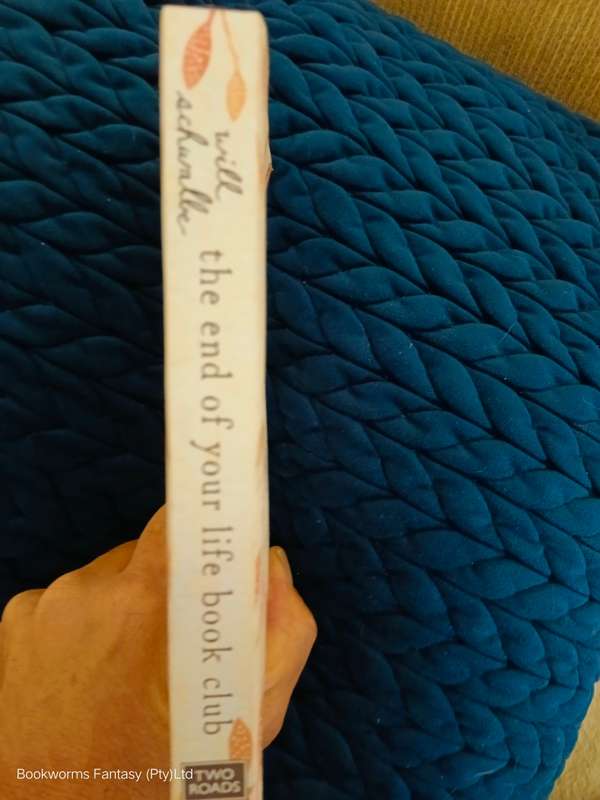 will
schwalbe
the end of your life book club
TWO
ROADS
Bookworms Fantasy (Pty)Ltd